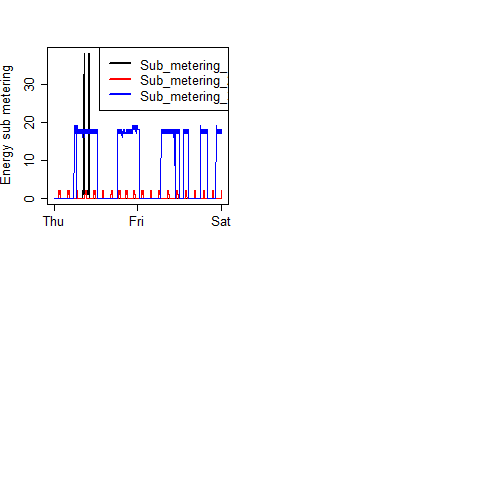 Energy sub metering
30
20
10
0
Sub_metering_
Sub_metering_
Sub_metering_
Thu Fri Sat